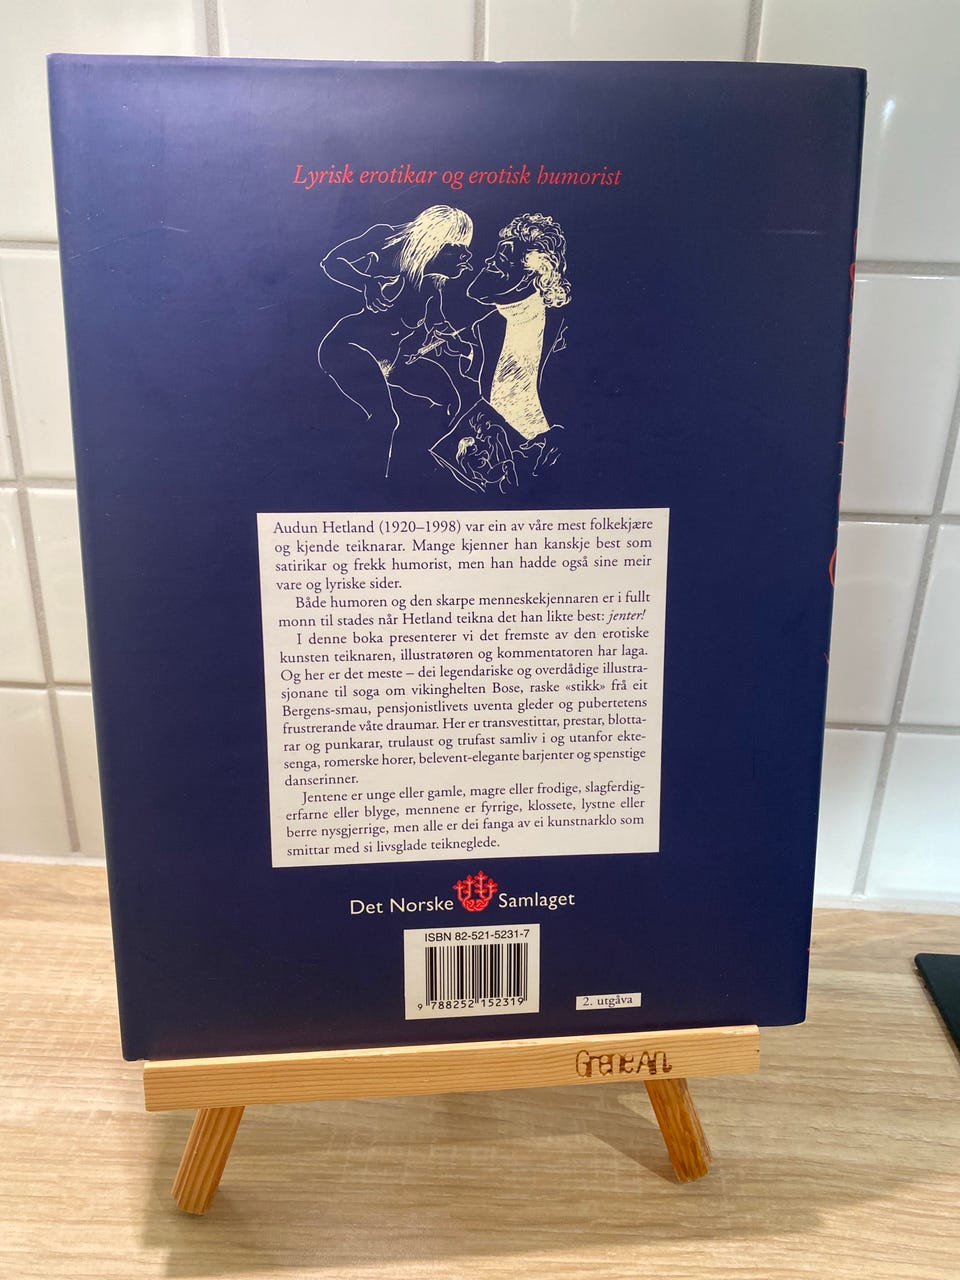 Lyrisk erotikar og erotisk humorist
Audun Hetland (1920–1998) var ein av våre mest folkekjære
og kjende teiknarar. Mange kjenner han kanskje best som
satirikar og frekk humorist, men han hadde også sine meir
vare og lyriske sider.
Både humoren og den skarpe menneskekjennaren er i fullt
monn til stades når Hetland teikna det han likte best: jenter!
I denne boka presenterer vi det fremste av den erotiske
kunsten teiknaren, illustratøren og kommentatoren har laga.
Og her er det meste – dei legendariske og overdådige illustra-
sjonane til soga om vikinghelten Bose, raske «stikk» frå eit
Bergens-smau, pensjonistlivets uventa gleder og pubertetens
frustrerande våte draumar. Her er transvestittar, prestar, blotta-
rar og punkarar, trulaust og trufast samliv i og utanfor ekte-
senga, romerske horer, belevent-elegante barjenter og spenstige
danserinner.
Jentene er unge eller gamle, magre eller frodige, slagferdig-
erfarne eller blyge, mennene er fyrrige, klossete, lystne eller
berre nysgjerrige, men alle er dei fanga av ei kunstnarklo som
smittar med si livsglade teikneglede.
Det Norske Samlaget
ISBN 82-521-5231-7
9 788252 152319
2. utgåva